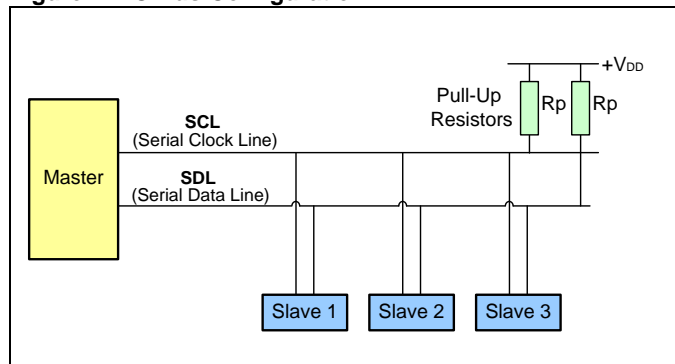 +VDD
Pull-Up
Resistors
Rp
Rp
SCL
(Serial Clock Line)
Master
SDL
(Serial Data Line)
Slave 1
Slave 2
Slave 3